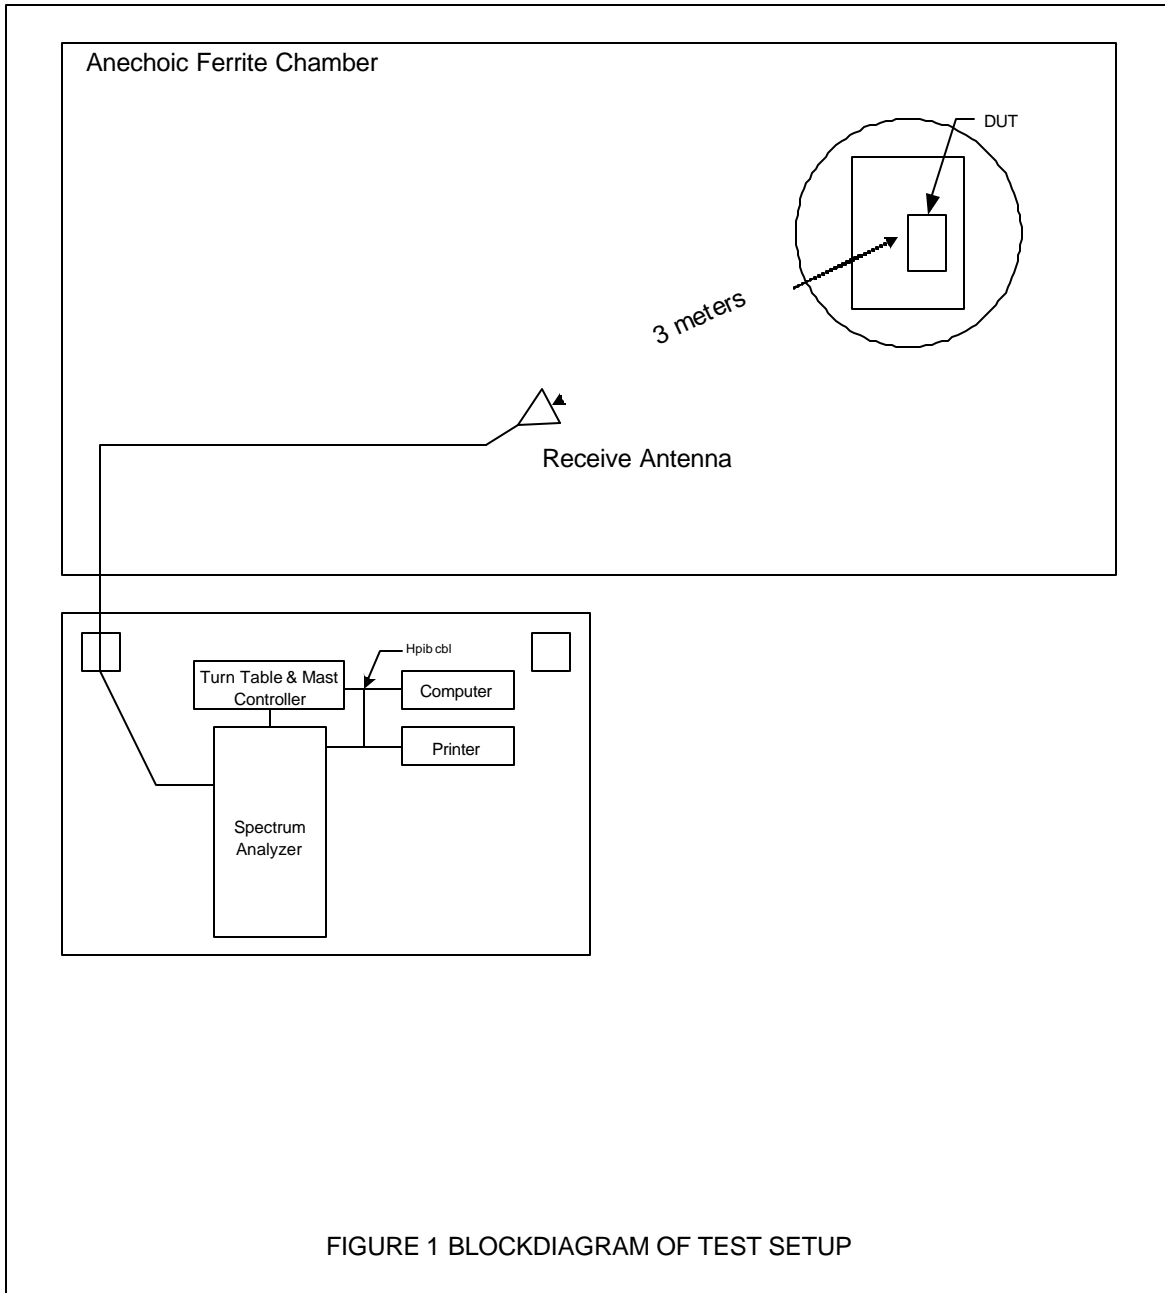 Anechoic Ferrite Chamber
DUT
3 meters
Receive Antenna
Hpib cbl
Turn Table & Mast
Controller
Computer
Printer
Spectrum
Analyzer
FIGURE 1 BLOCKDIAGRAM OF TEST SETUP